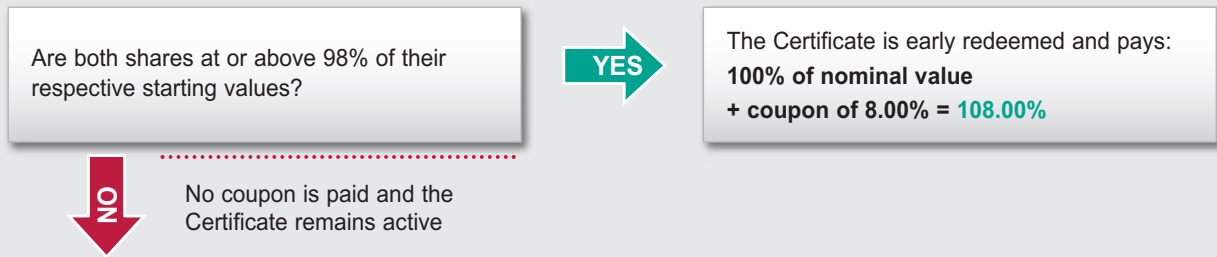 Are both shares at or above 98% of their
respective starting values?
YES
The Certificate is early redeemed and pays:
100% of nominal value
+ coupon of 8.00% = 108.00%
NO
No coupon is paid and the
Certificate remains active